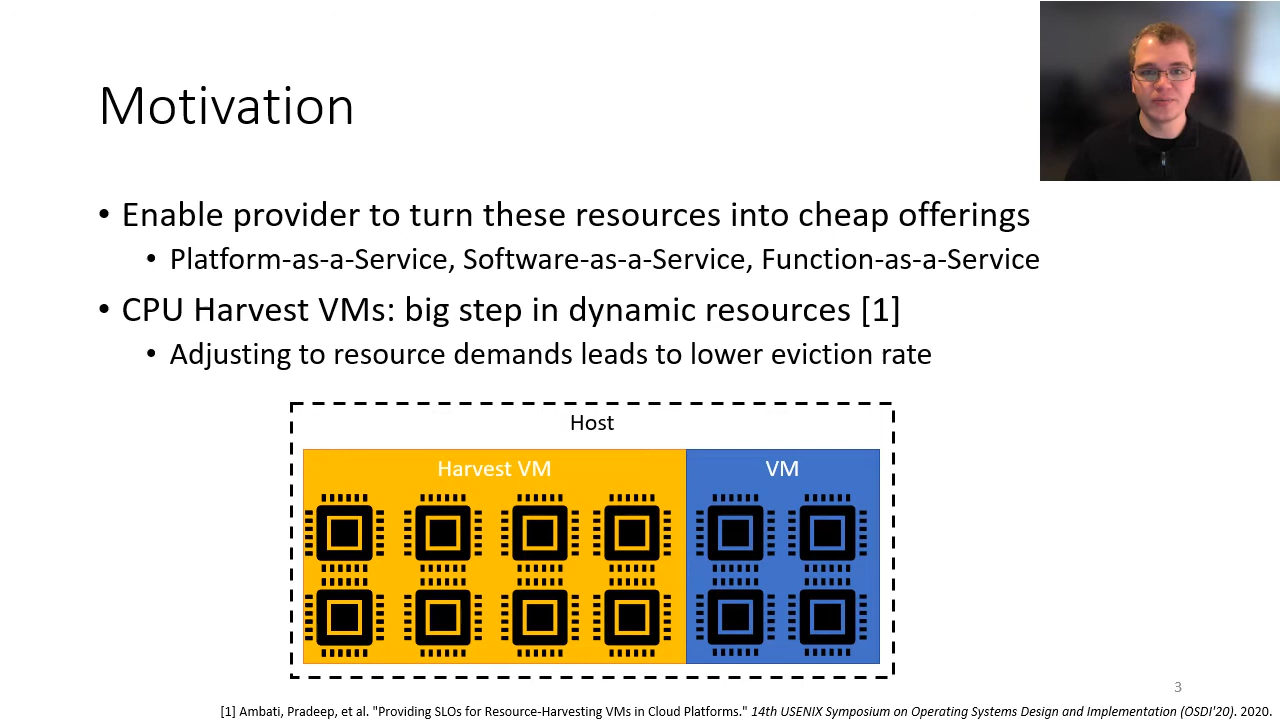 Motivation
• Enable provider to turn these resources into cheap offerings
• Platform-as-a-Service, Software-as-a-Service, Function-as-a-Service
• CPU Harvest VMs: big step in dynamic resources [1]
• Adjusting to resource demands leads to lower eviction rate
Host
Harvest VM
VM
3
[1] Ambati, Pradeep, et al. "Providing SLOs for Resource-Harvesting VMs in Cloud Platforms." 14th USENIX Symposium on Operating Systems Design and Implementation (OSDI'20). 2020.